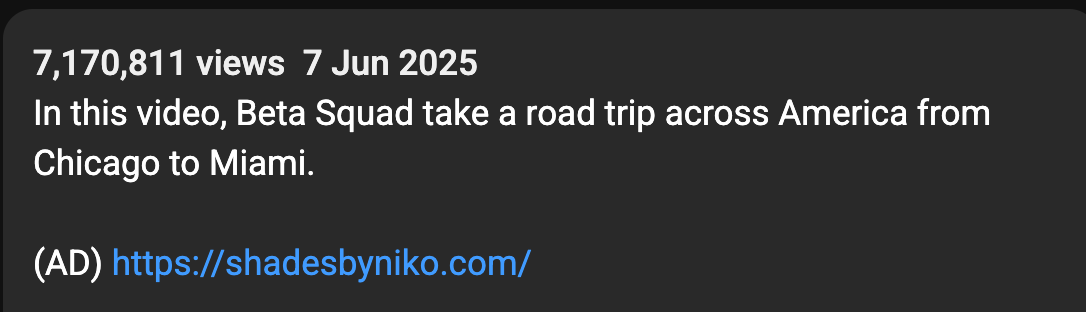 7,170,811 views  7 Jun 2025
In this video, Beta Squad take a road trip across America from
Chicago to Miami.
(AD) https://shadesbyniko.com/